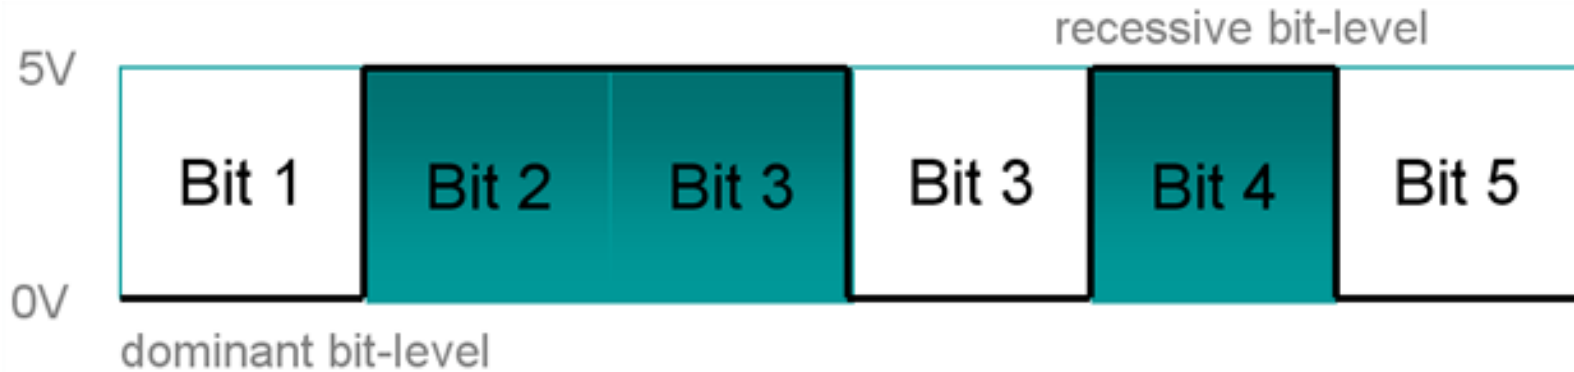 recessive bit-level
5V
Bit 1 Bit 2 Bit 3 Bit 3 Bit 4 Bit 5
0V
dominant bit-level